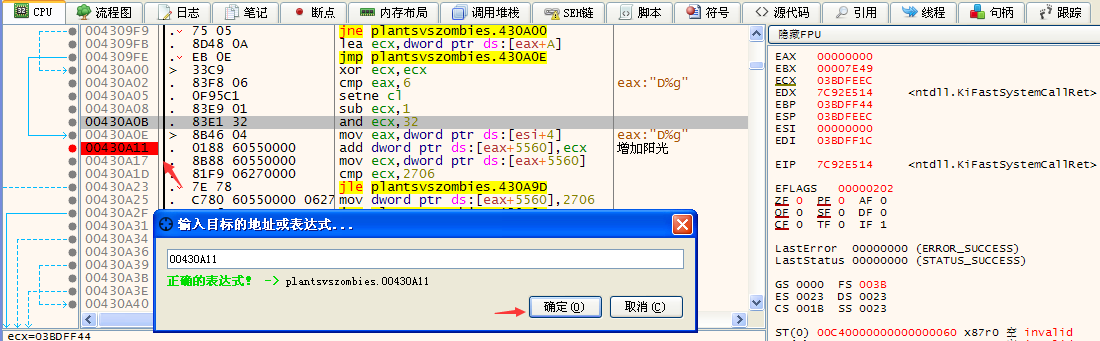 CPU 流程图 日志 笔记 断点 内存布局 调用堆栈 SEH链 脚本 符号 源代码 引用 线程 句柄 跟踪
004309F9 . 75 05 jne plantsvszombies.430A00
004309FB . 8D48 0A lea ecx,dword ptr ds:[eax+A]
004309FE . EB 0E jmp plantsvszombies.430A0E
00430A00 > 33C9 xor ecx,ecx
00430A02 . 83F8 06 cmp eax,6 eax:"D%g"
00430A05 . 0F95C1 setne cl
00430A08 . 83E9 01 sub ecx,1
00430A0B . 83E1 32 and ecx,32
00430A0E > 8B46 04 mov eax,dword ptr ds:[esi+4] eax:"D%g"
00430A11 . 0188 60550000 add dword ptr ds:[eax+5560],ecx 增加阳光
00430A17 . 8B88 60550000 mov ecx,dword ptr ds:[eax+5560]
00430A1D . 81F9 06270000 cmp ecx,2706
00430A23 . 7E 78 jle plantsvszombies.430A9D
00430A25 . C780 60550000 0627 mov dword ptr ds:[eax+5560],2706
00430A2F
00430A31
00430A34
00430A36
00430A39
00430A3B
00430A3E
00430A40
输入目标的地址或表达式...
00430A11
正确的表达式! -> plantsvszombies.00430A11
确定(O) 取消(C)
ecx=03BDFF44
隐藏FPU
EAX 00000000
EBX 00007E49
ECX 03BDFEEC
EDX 7C92E514 <ntdll.KiFastSystemCallRet>
EBP 03BDFF44
ESP 03BDFEEC
ESI 00000000
EDI 03BDFF1C
EIP 7C92E514 <ntdll.KiFastSystemCallRet>
EFLAGS 00000202
ZF 0 PF 0 AF 0
OF 0 SF 0 DF 0
CF 0 TF 0 IF 1
LastError 00000000 (ERROR_SUCCESS)
LastStatus 00000000 (STATUS_SUCCESS)
GS 0000 FS 003B
ES 0023 DS 0023
CS 001B SS 0023
ST(0) 00C40000000000000060 x87r0 空 invalid